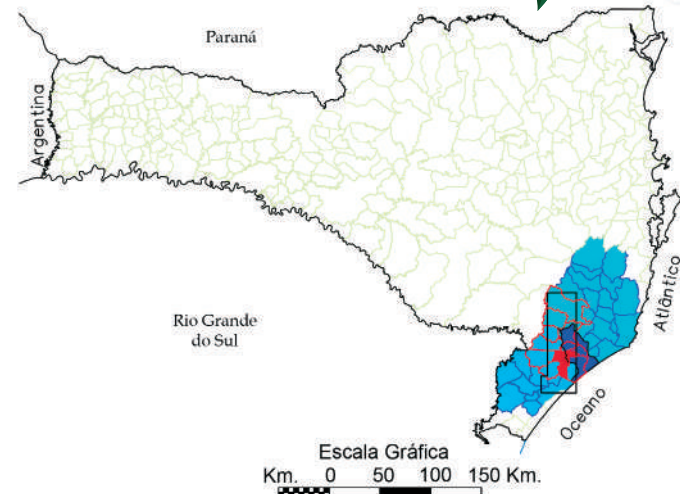 Paraná
Argentina
Atlântico
Rio Grande
do Sul
Oceano
Escala Gráfica
Km. 0 50 100 150 Km.